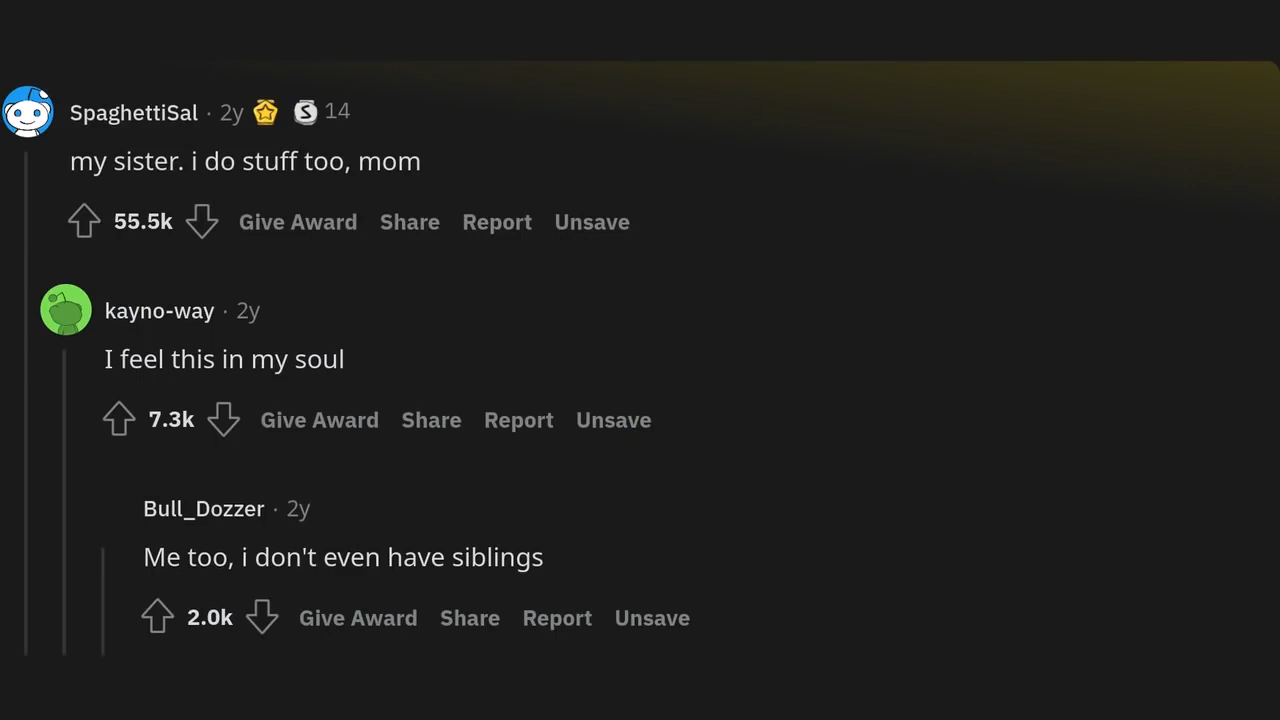 SpaghettiSal · 2y S 14
my sister. i do stuff too, mom
55.5k Give Award Share Report Unsave
kayno-way · 2y
I feel this in my soul
7.3k Give Award Share Report Unsave
Bull_Dozzer · 2y
Me too, i don't even have siblings
2.0k Give Award Share Report Unsave